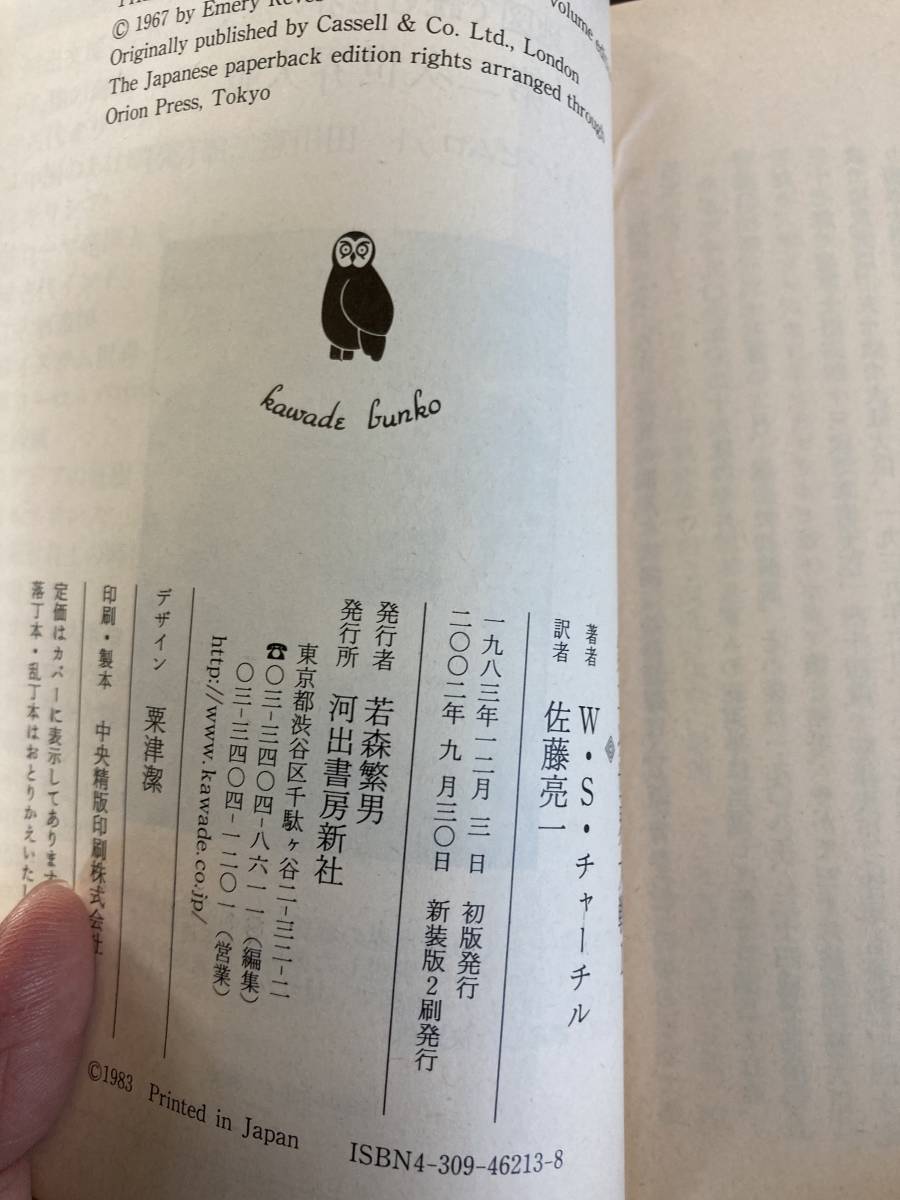 © 1967 by Emery
Volume
Originally published by Cassell & Co. Ltd., London
The Japanese paperback edition rights arranged through
Orion Press, Tokyo
kawade bunko
著者 W・S・チャーチル
訳者 佐藤亮一
一九八三年一二月 三 日 初版発行
二〇〇二年 九 月三〇日 新装版2刷発行
発行者 若森繁男
発行所 河出書房新社
東京都渋谷区千駄ヶ谷二-三二-二
☎〇三-三四〇四-八六一一(編集)
〇三-三四〇四-一二〇一(営業)
http://www.kawade.co.jp/
デザイン 粟津潔
印刷・製本 中央精版印刷株式会社
定価はカバーに表示してあります
落丁本・乱丁本はおとりかえいたし
©1983 Printed in Japan
ISBN4-309-46213-8